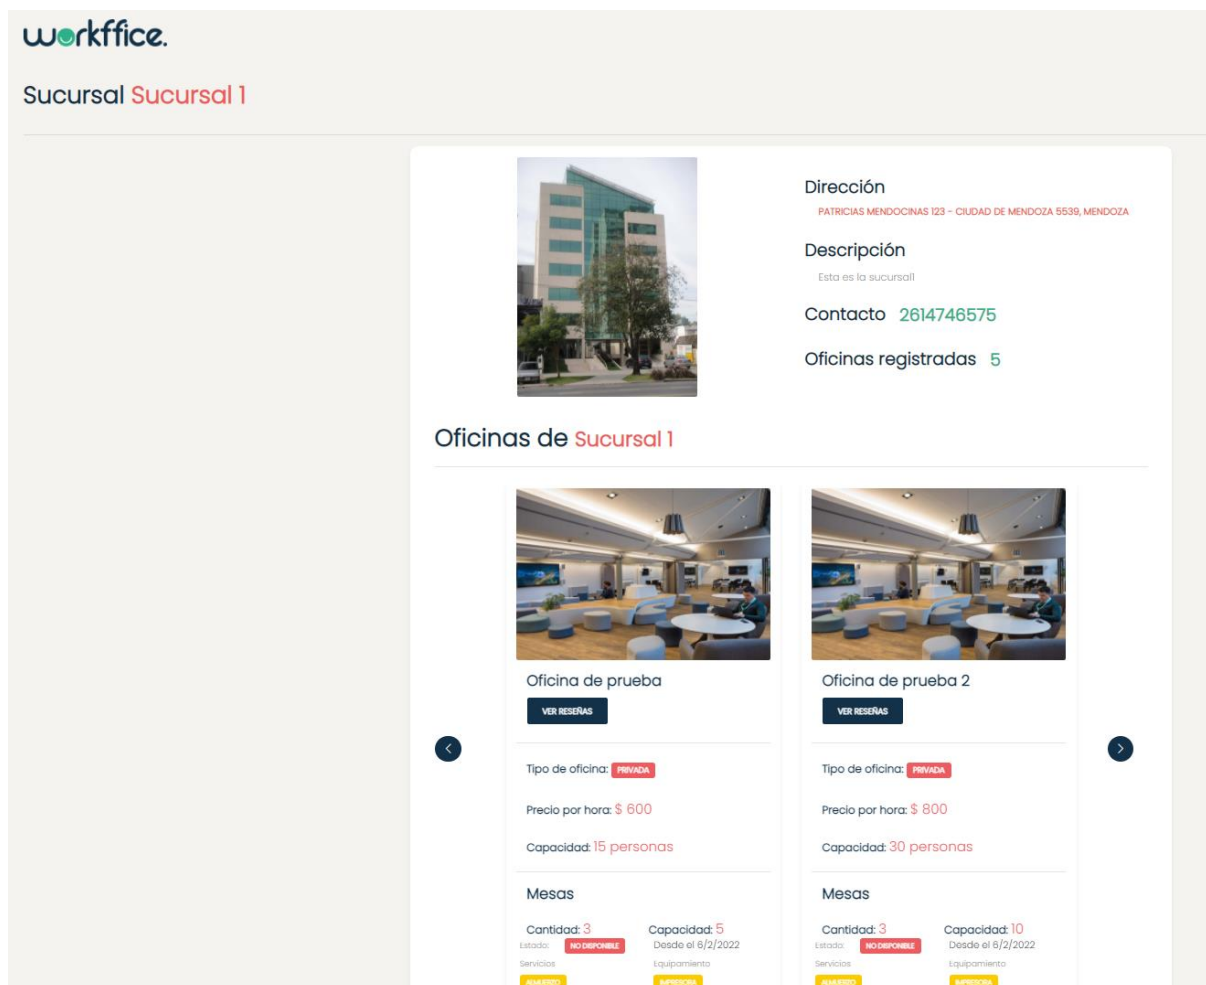 workffice.
Sucursal Sucursal 1
Dirección
PATRICIAS MENDOCINAS 123 - CIUDAD DE MENDOZA 5539, MENDOZA
Descripción
Esta es la sucursal1
Contacto 2614746575
Oficinas registradas 5
Oficinas de Sucursal 1
Oficina de prueba
VER RESEÑAS
Tipo de oficina: PRIVADA
Precio por hora: $ 600
Capacidad: 15 personas
Mesas
Cantidad: 3 Capacidad: 5
Estado: NO DISPONIBLE Desde el 6/2/2022
Servicios Equipamiento
ALMUERZO IMPRESORA
Oficina de prueba 2
VER RESEÑAS
Tipo de oficina: PRIVADA
Precio por hora: $ 800
Capacidad: 30 personas
Mesas
Cantidad: 3 Capacidad: 10
Estado: NO DISPONIBLE Desde el 6/2/2022
Servicios Equipamiento
ALMUERZO IMPRESORA